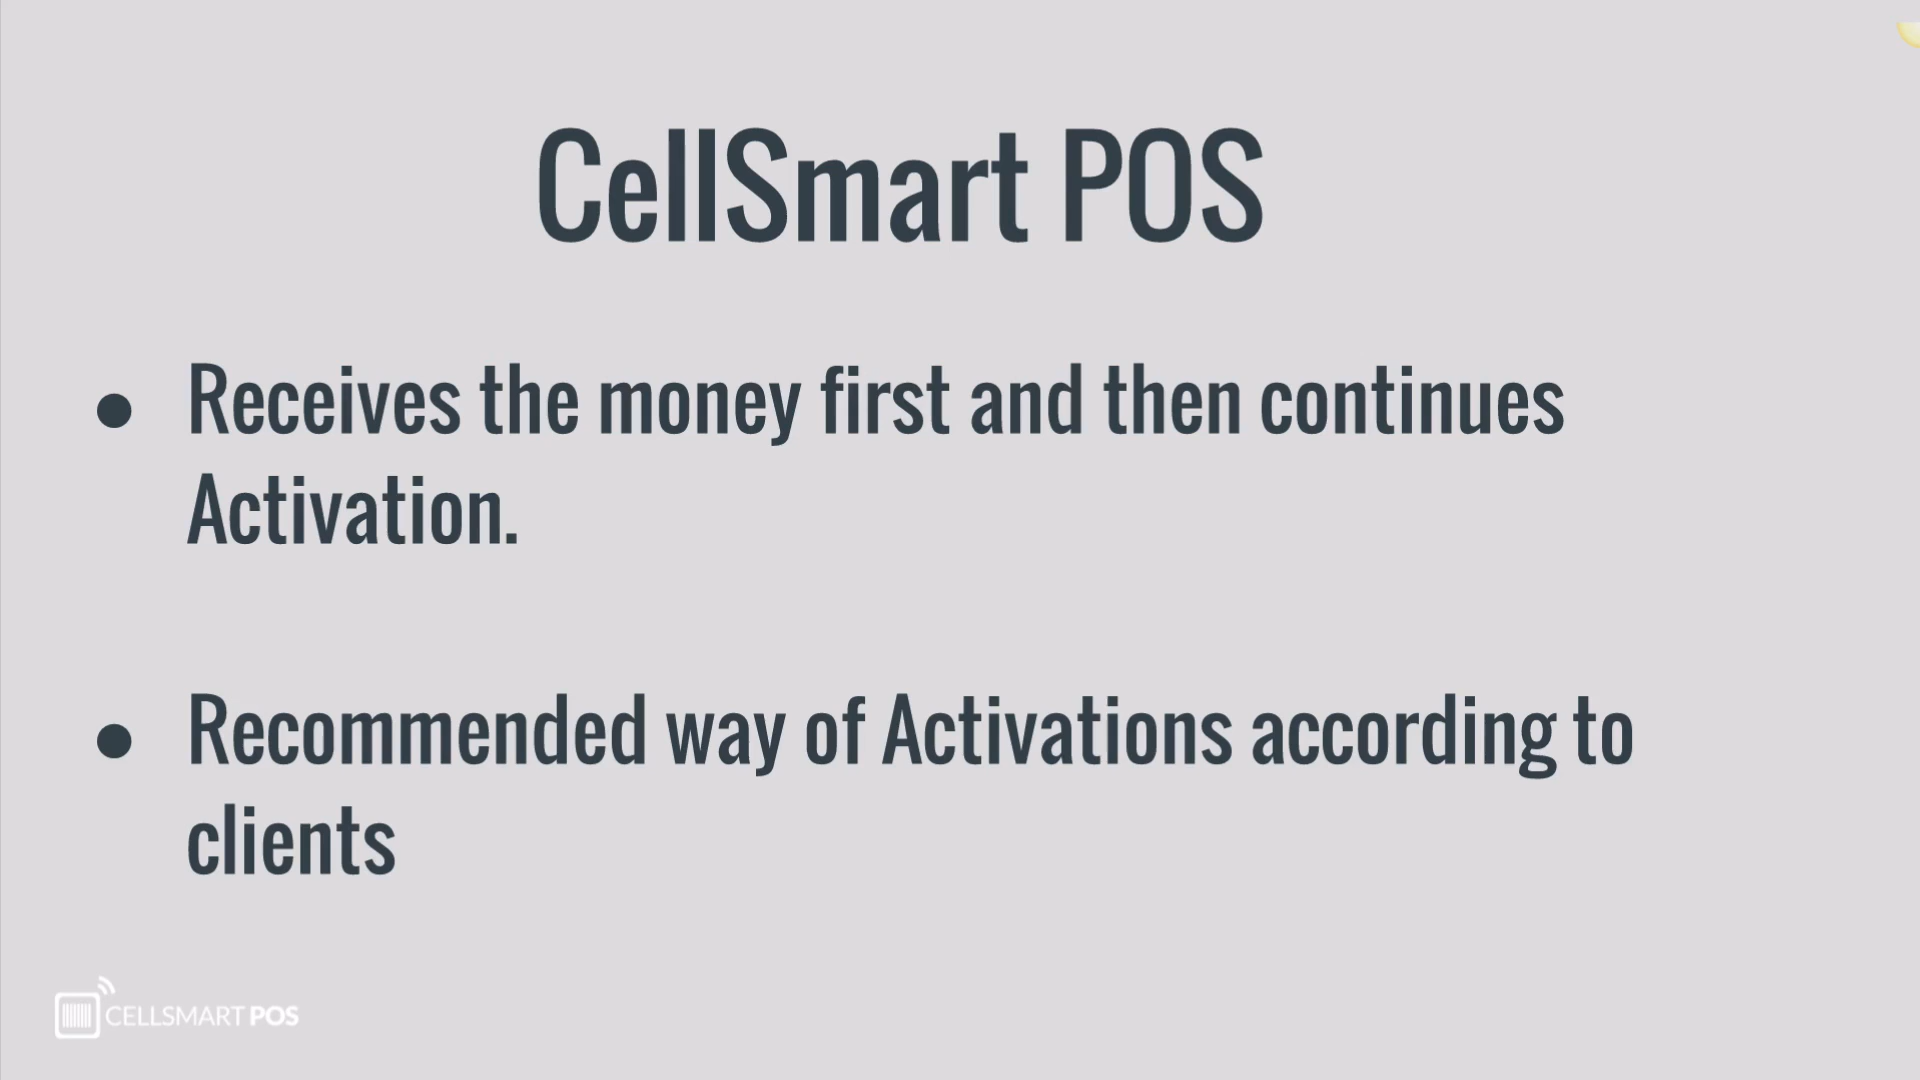 CellSmart POS
● Receives the money first and then continues
Activation.
● Recommended way of Activations according to
clients
CELLSMART POS